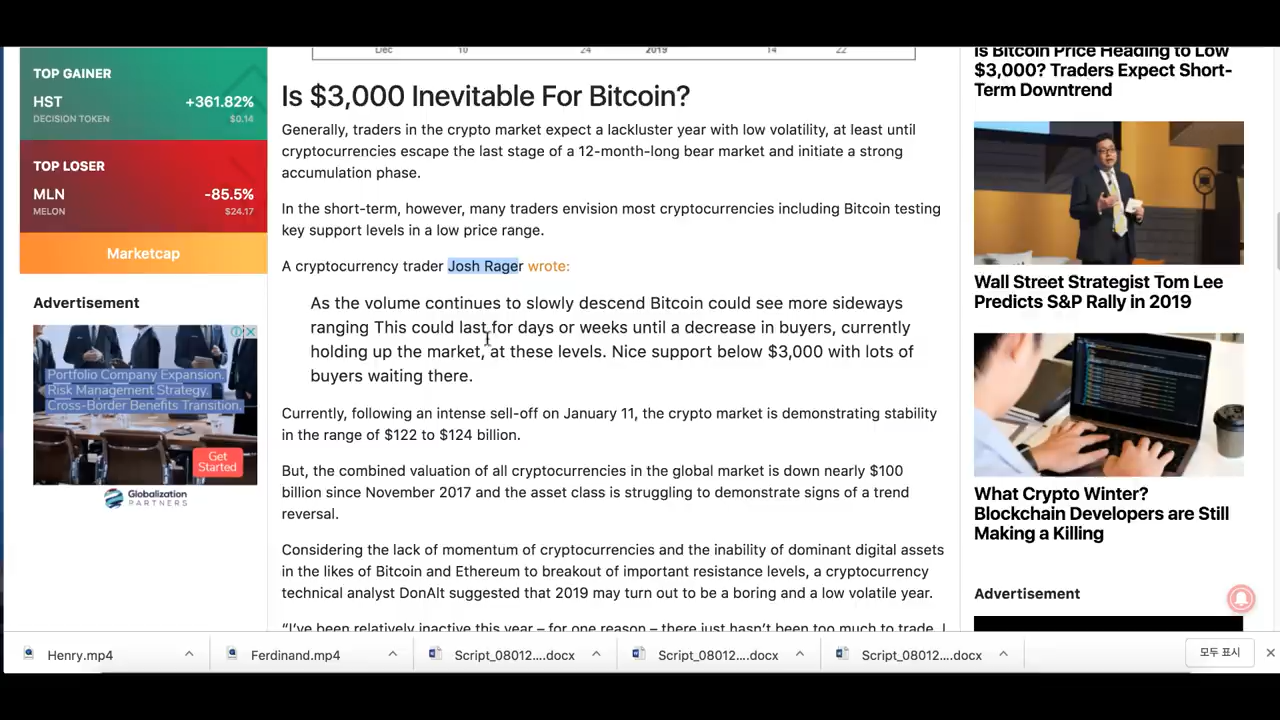 Dec 10 24 2019 14 22
TOP GAINER
HST +361.82%
DECISION TOKEN $0.14
TOP LOSER
MLN -85.5%
MELON $24.17
Marketcap
Advertisement
Portfolio Company Expansion.
Risk Management Strategy.
Cross-Border Benefits Transition.
Get
Started
Globalization
PARTNERS
Is $3,000 Inevitable For Bitcoin?
Generally, traders in the crypto market expect a lackluster year with low volatility, at least until
cryptocurrencies escape the last stage of a 12-month-long bear market and initiate a strong
accumulation phase.
In the short-term, however, many traders envision most cryptocurrencies including Bitcoin testing
key support levels in a low price range.
A cryptocurrency trader Josh Rager wrote:
As the volume continues to slowly descend Bitcoin could see more sideways
ranging This could last for days or weeks until a decrease in buyers, currently
holding up the market, at these levels. Nice support below $3,000 with lots of
buyers waiting there.
Currently, following an intense sell-off on January 11, the crypto market is demonstrating stability
in the range of $122 to $124 billion.
But, the combined valuation of all cryptocurrencies in the global market is down nearly $100
billion since November 2017 and the asset class is struggling to demonstrate signs of a trend
reversal.
Considering the lack of momentum of cryptocurrencies and the inability of dominant digital assets
in the likes of Bitcoin and Ethereum to breakout of important resistance levels, a cryptocurrency
technical analyst DonAlt suggested that 2019 may turn out to be a boring and a low volatile year.
“I’ve been relatively inactive this year – for one reason – there just hasn’t been too much to trade. I
Is Bitcoin Price Heading to Low
$3,000? Traders Expect Short-
Term Downtrend
Wall Street Strategist Tom Lee
Predicts S&P Rally in 2019
What Crypto Winter?
Blockchain Developers are Still
Making a Killing
Advertisement
Henry.mp4
Ferdinand.mp4
Script_08012....docx
Script_08012....docx
Script_08012....docx
모두 표시